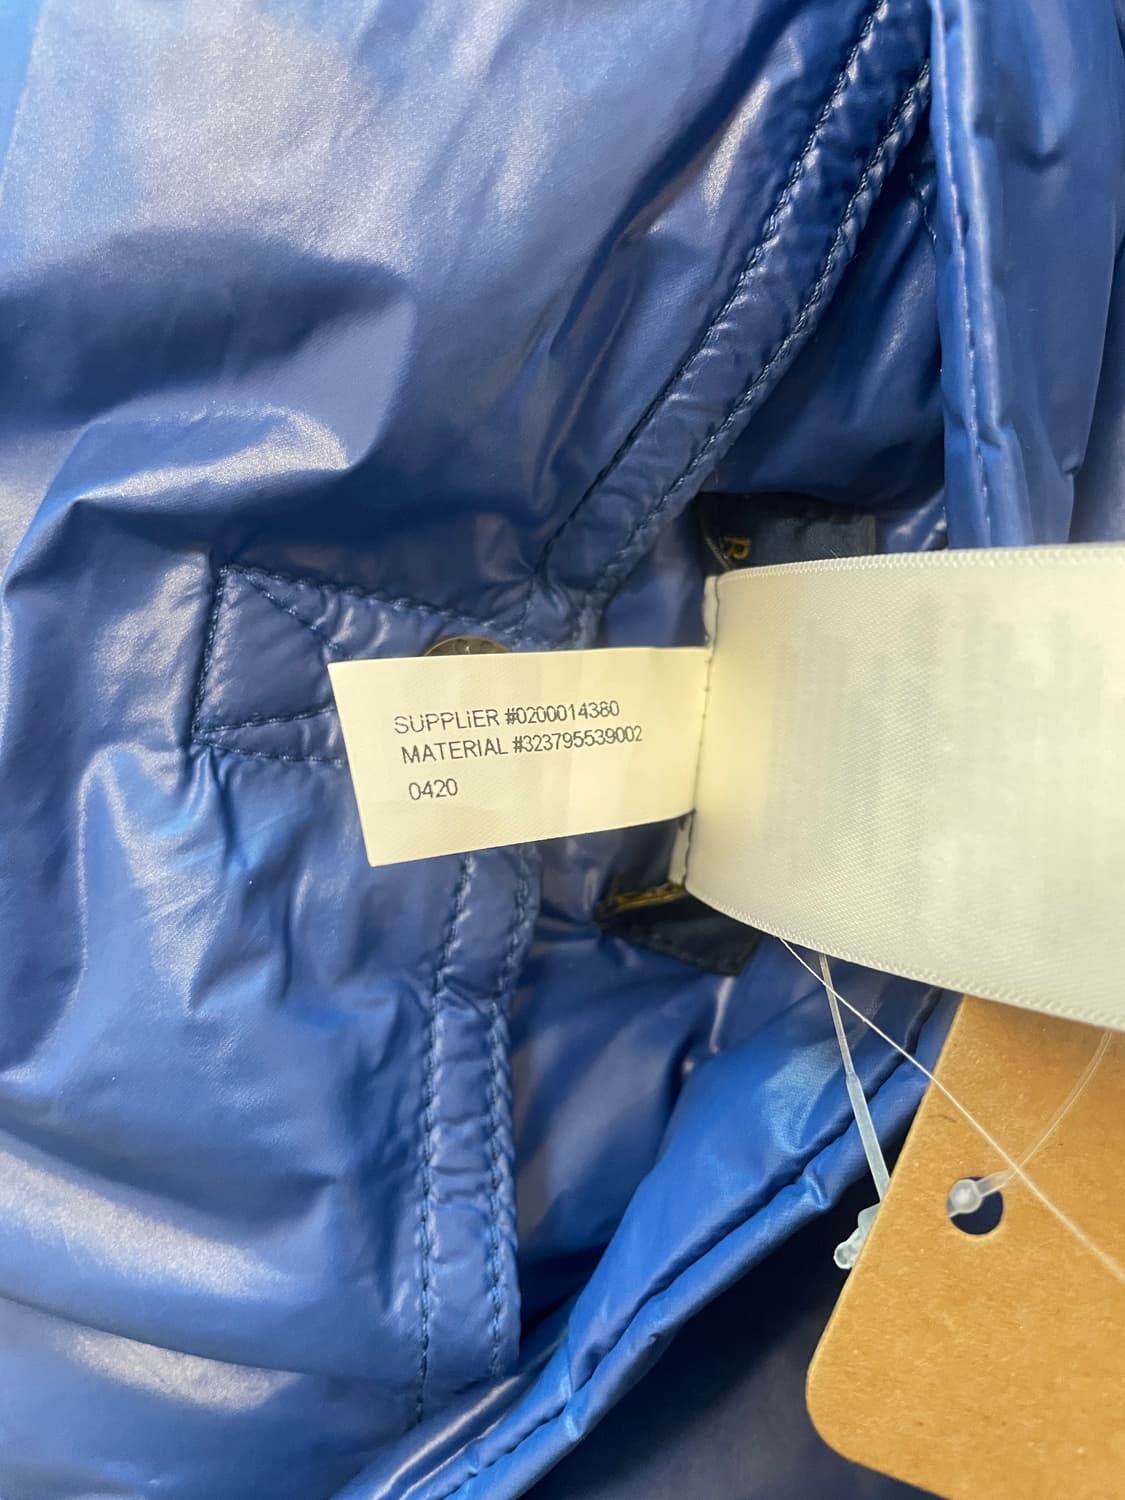 R
SUPPLiER #0200014380
MATERIAL #323795539002
0420